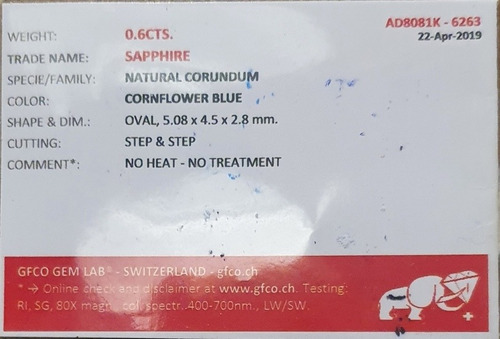 AD8081K - 6263
22-Apr-2019
WEIGHT: 0.6CTS.
TRADE NAME: SAPPHIRE
SPECIE/FAMILY: NATURAL CORUNDUM
COLOR: CORNFLOWER BLUE
SHAPE & DIM.: OVAL, 5.08 x 4.5 x 2.8 mm.
CUTTING: STEP & STEP
COMMENT*: NO HEAT - NO TREATMENT
GFCO GEM LAB® - SWITZERLAND - gfco.ch
* → Online check and disclaimer at www.gfco.ch. Testing:
RI, SG, 80X magn., col. spectr. 400-700nm., LW/SW.